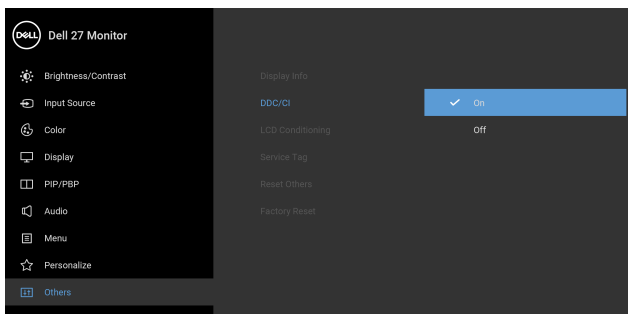 DELL Dell 27 Monitor
Brightness/Contrast
Display Info
Input Source
DDC/CI
On
Color
LCD Conditioning
Off
Display
Service Tag
PIP/PBP
Reset Others
Audio
Factory Reset
Menu
Personalize
Others